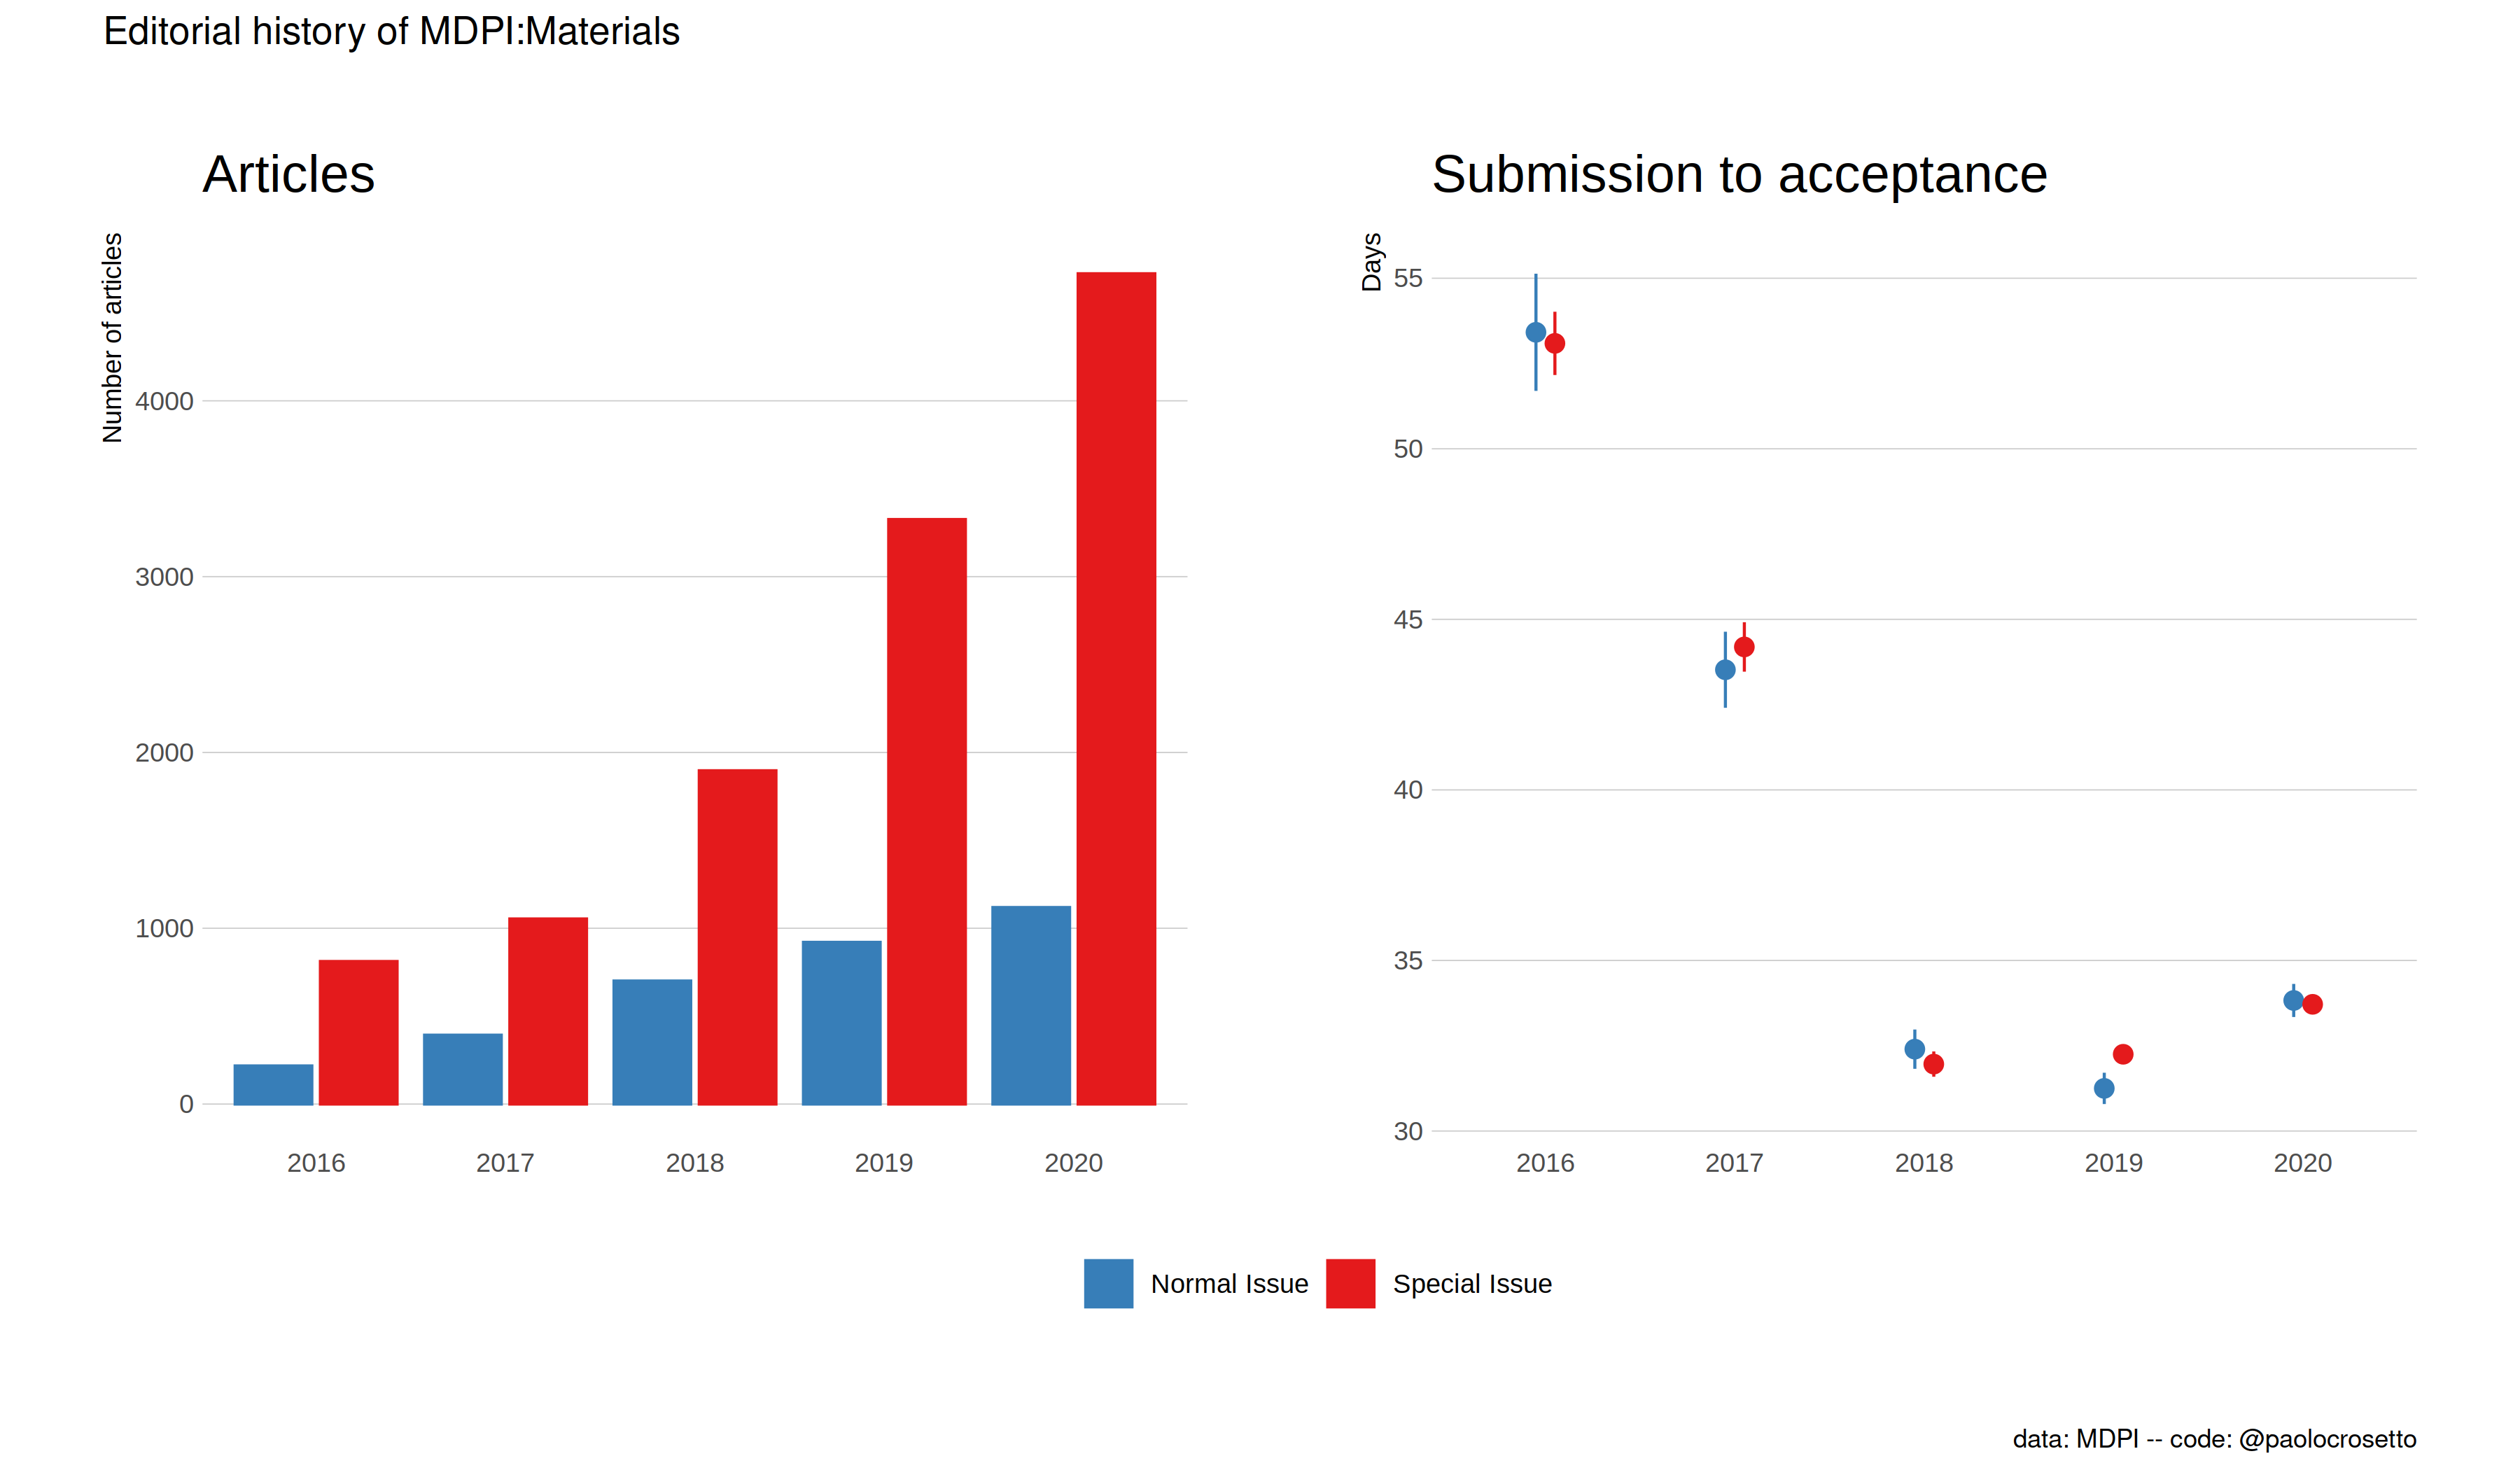 Editorial history of MDPI:Materials
Articles
Number of articles
4000
3000
2000
1000
0
2016 2017 2018 2019 2020
Submission to acceptance
Days
55
50
45
40
35
30
2016 2017 2018 2019 2020
Normal Issue Special Issue
data: MDPI -- code: @paolocrosetto